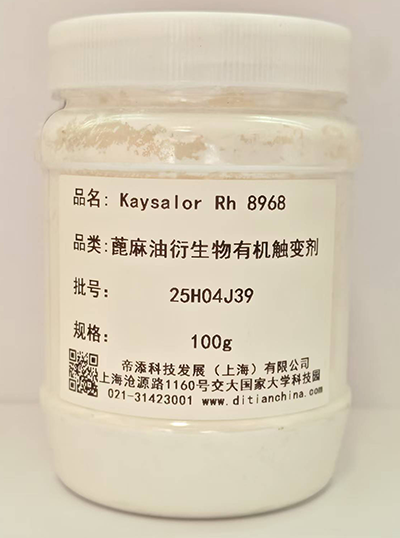 品名: Kaysalor Rh 8968
品类:蓖麻油衍生物有机触变剂
批号: 25H04J39
规格: 100g
帝添科技发展（上海）有限公司
上海沧源路1160号交大国家大学科技园
021-31423001 www.ditianchina.com